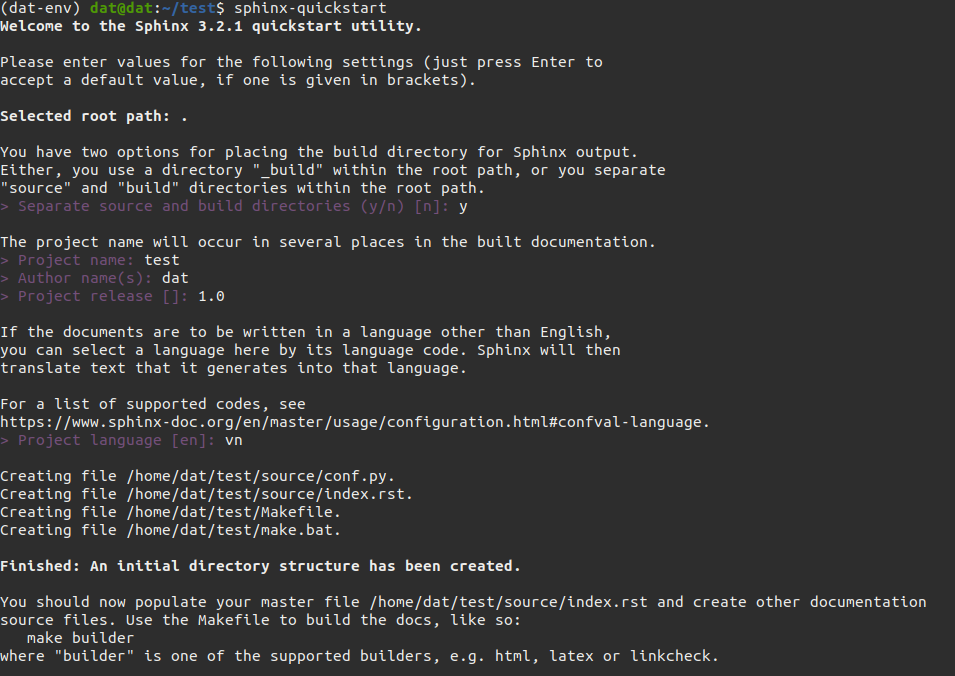 (dat-env) dat@dat:~/test$ sphinx-quickstart
Welcome to the Sphinx 3.2.1 quickstart utility.
Please enter values for the following settings (just press Enter to
accept a default value, if one is given in brackets).
Selected root path: .
You have two options for placing the build directory for Sphinx output.
Either, you use a directory "_build" within the root path, or you separate
"source" and "build" directories within the root path.
> Separate source and build directories (y/n) [n]: y
The project name will occur in several places in the built documentation.
> Project name: test
> Author name(s): dat
> Project release []: 1.0
If the documents are to be written in a language other than English,
you can select a language here by its language code. Sphinx will then
translate text that it generates into that language.
For a list of supported codes, see
https://www.sphinx-doc.org/en/master/usage/configuration.html#confval-language.
> Project language [en]: vn
Creating file /home/dat/test/source/conf.py.
Creating file /home/dat/test/source/index.rst.
Creating file /home/dat/test/Makefile.
Creating file /home/dat/test/make.bat.
Finished: An initial directory structure has been created.
You should now populate your master file /home/dat/test/source/index.rst and create other documentation
source files. Use the Makefile to build the docs, like so:
   make builder
where "builder" is one of the supported builders, e.g. html, latex or linkcheck.